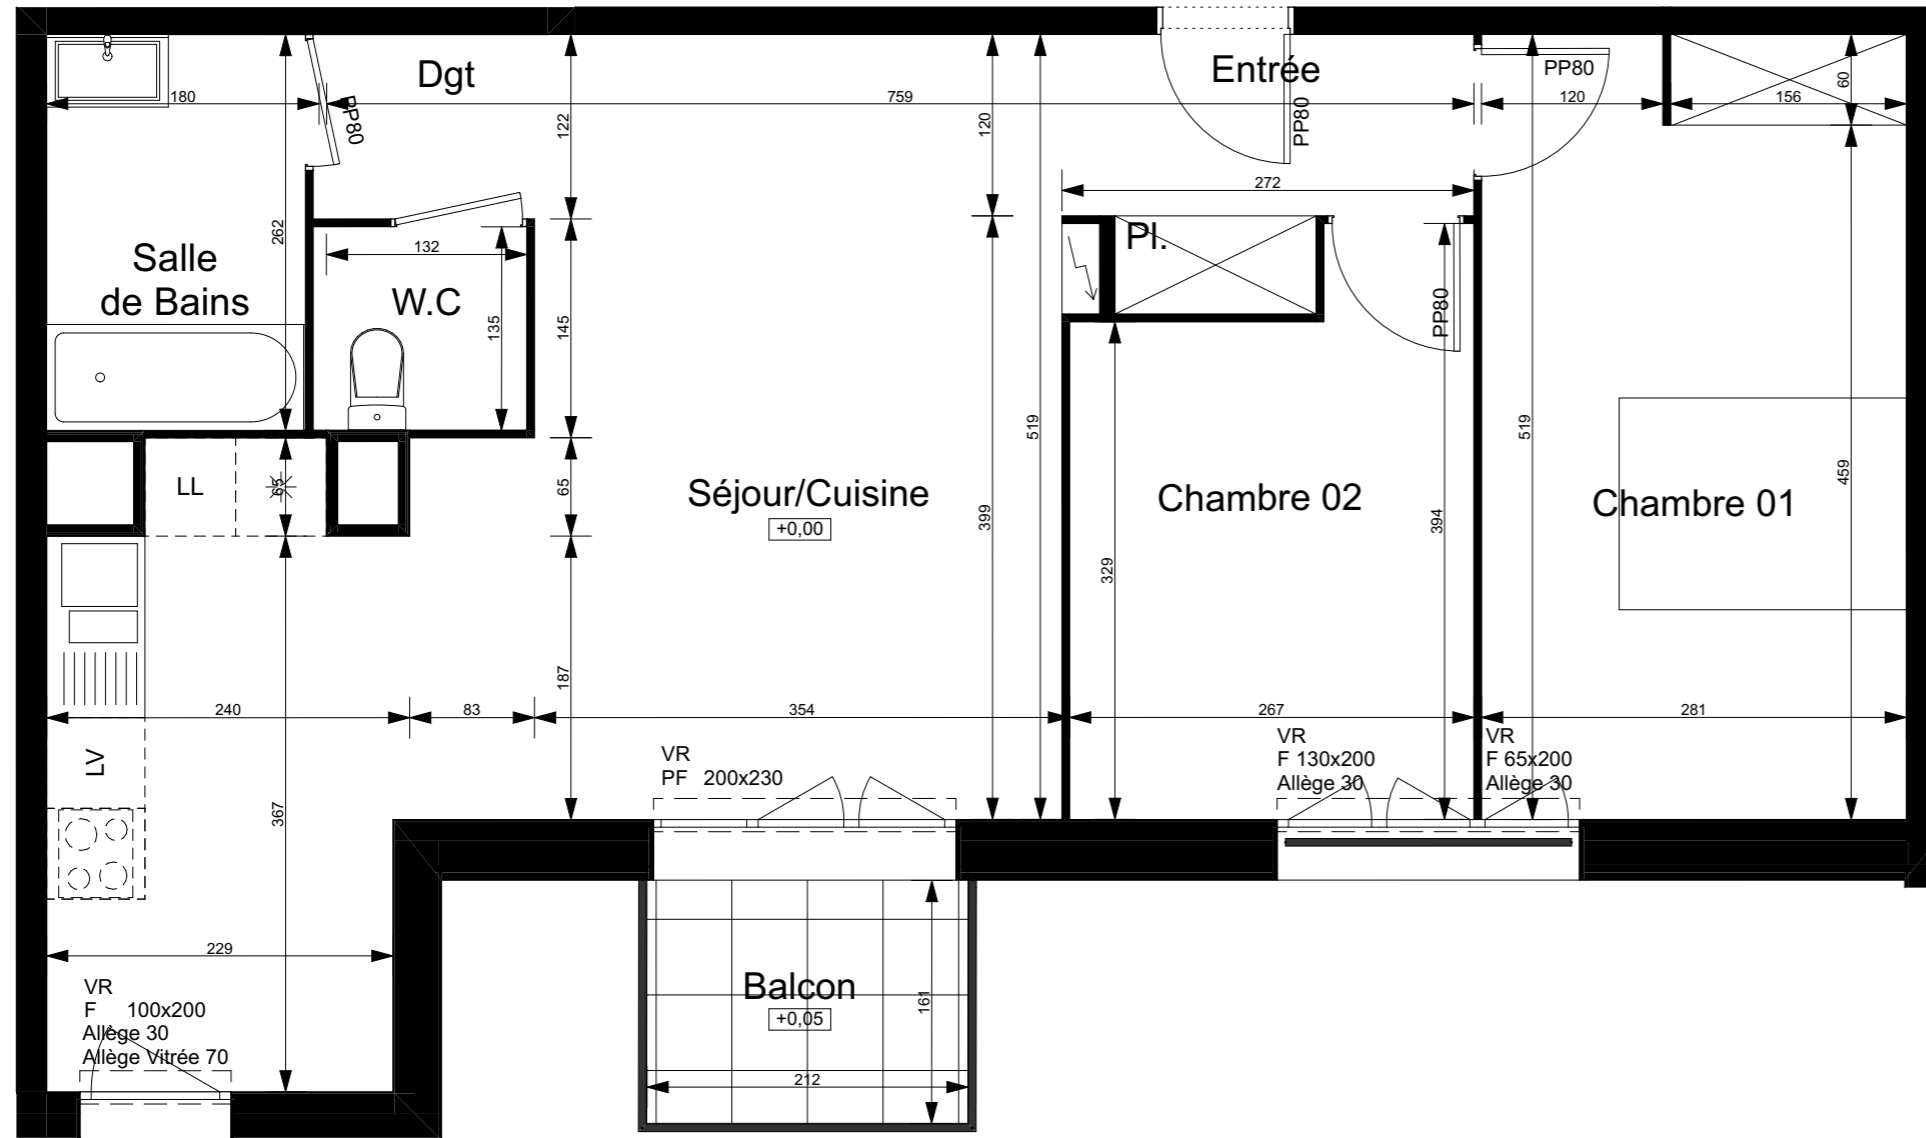 Dgt
Entrée
PP80
60
180
PP80
759
120
156
122
120
PP80
272
262
132
Pl.
Salle
de Bains
W.C
135
145
PP80
519
519
459
LL
65
65
Séjour/Cuisine
+0,00
399
Chambre 02
394
Chambre 01
329
187
240
83
354
267
281
LV
VR
PF 200x230
VR
F 130x200
Allège 30
VR
F 65x200
Allège 30
367
229
VR
F 100x200
Allège 30
Allège Vitrée 70
Balcon
+0,05
161
212